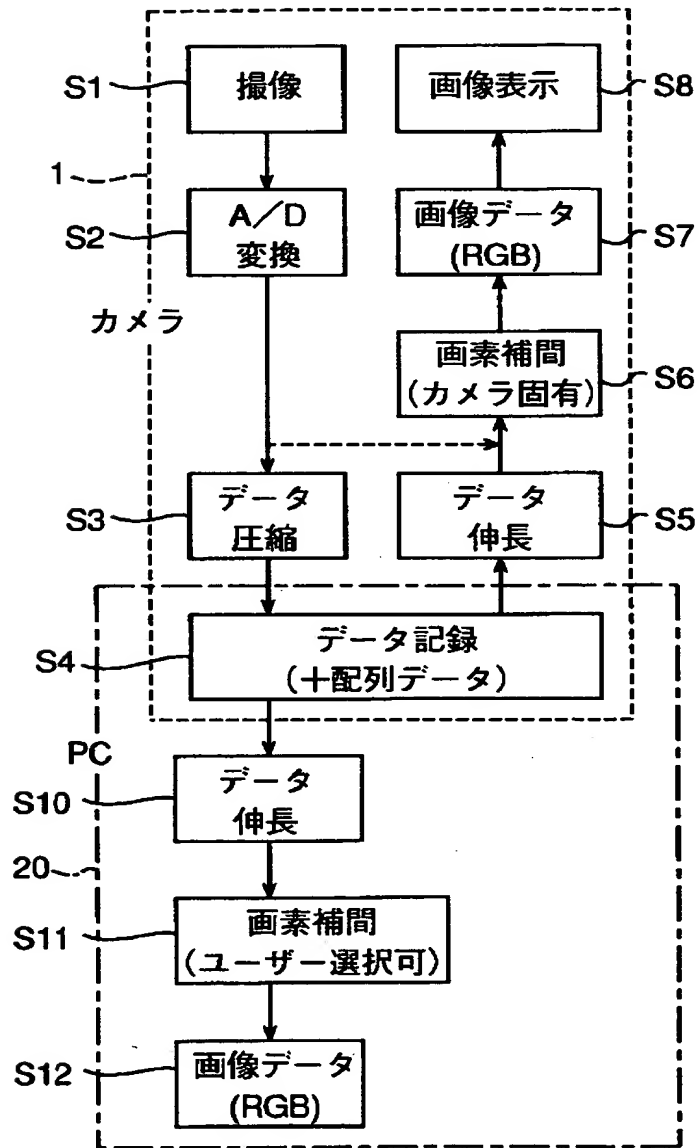 S1
撮像
画像表示
S8
1
S2
A/D
変換
画像データ
(RGB)
S7
カメラ
画素補間
(カメラ固有)
S6
S3
データ
圧縮
データ
伸長
S5
S4
データ記録
(十配列データ)
PC
S10
データ
伸長
20
S11
画素補間
(ユーザー選択可)
S12
画像データ
(RGB)